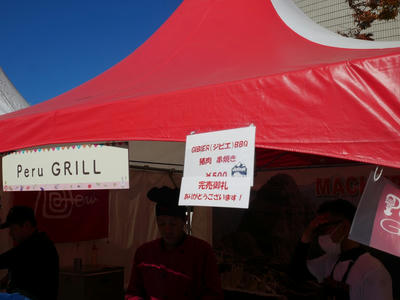 Peru GRILL
GIBIER(ジビエ)BBQ
猪肉 串焼き
¥500
完売御礼
ありがとうございます!
Peru